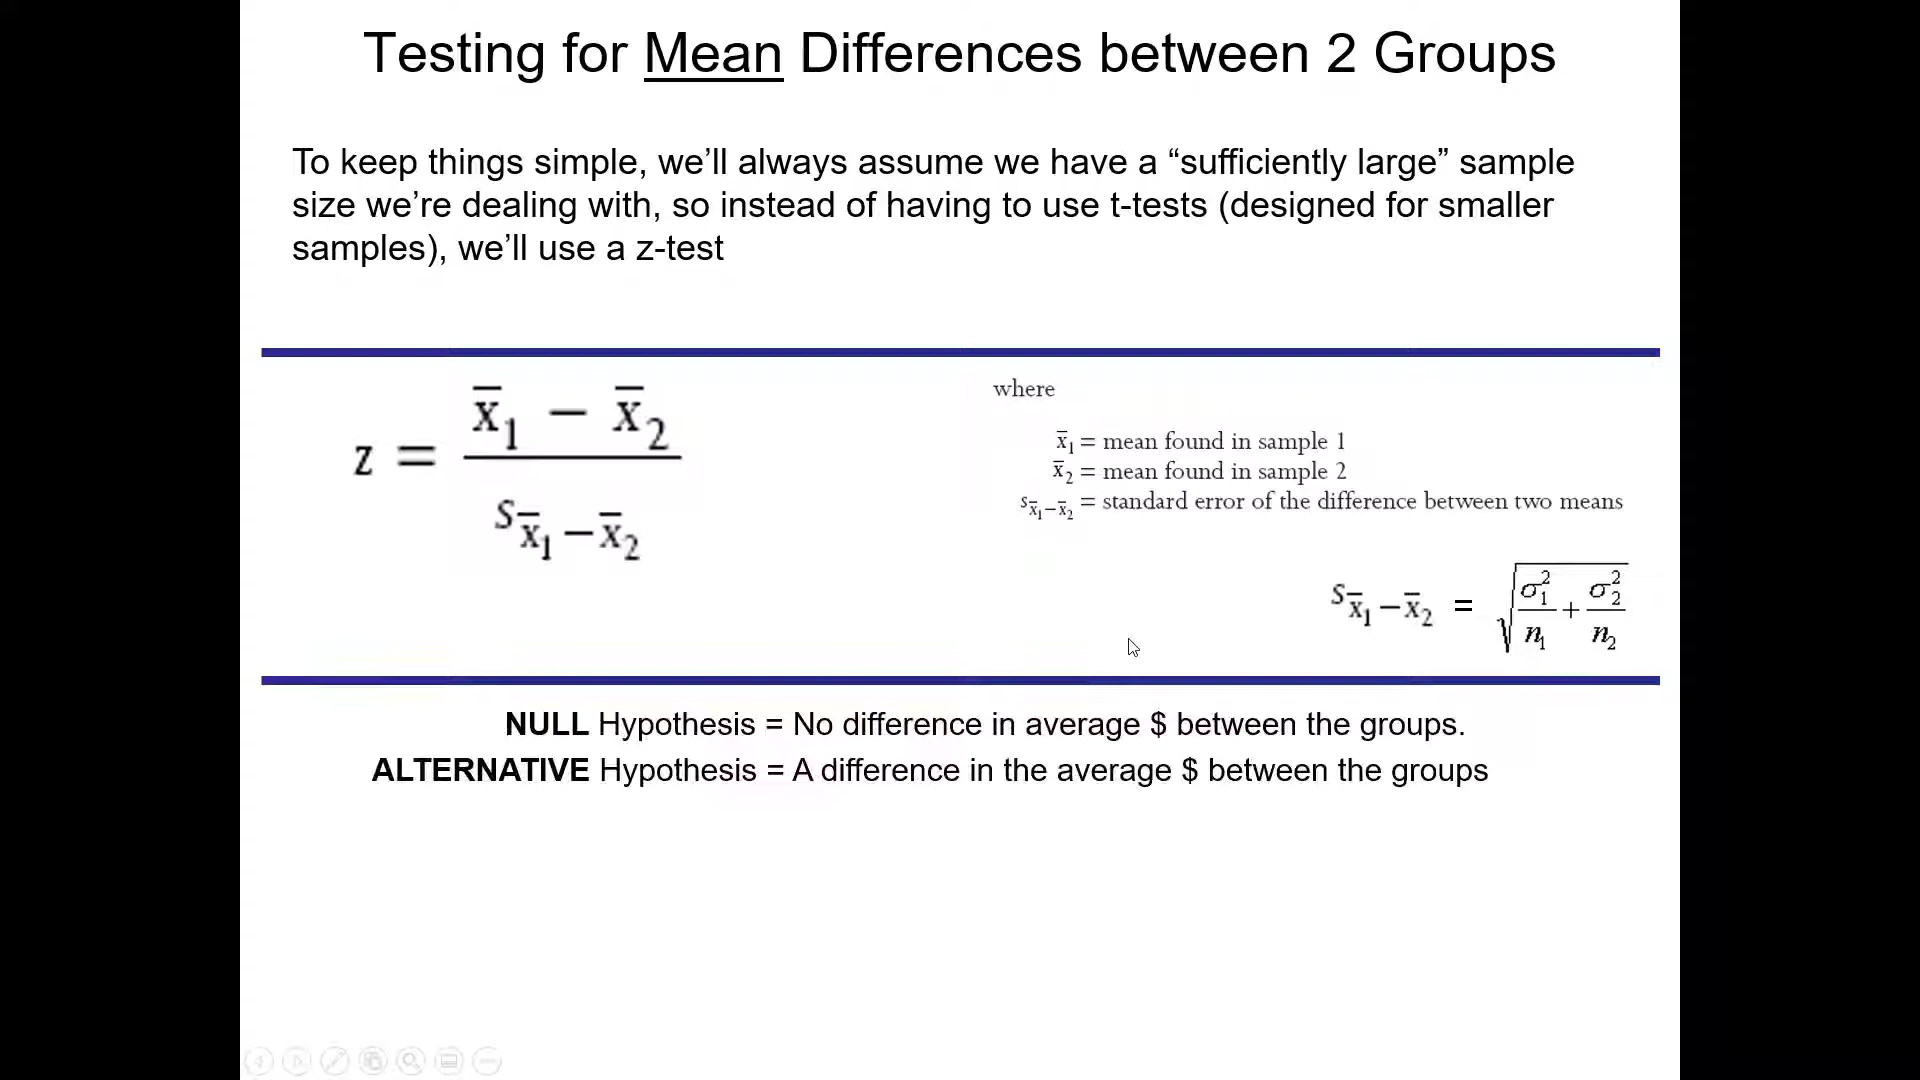 Testing for Mean Differences between 2 Groups
To keep things simple, we’ll always assume we have a “sufficiently large” sample
size we’re dealing with, so instead of having to use t-tests (designed for smaller
samples), we’ll use a z-test
z = (x̄₁ − x̄₂) / s_(x̄₁−x̄₂)
where
x̄₁ = mean found in sample 1
x̄₂ = mean found in sample 2
s_(x̄₁−x̄₂) = standard error of the difference between two means
s_(x̄₁−x̄₂) = √(σ₁²/n₁ + σ₂²/n₂)
NULL Hypothesis = No difference in average $ between the groups.
ALTERNATIVE Hypothesis = A difference in the average $ between the groups